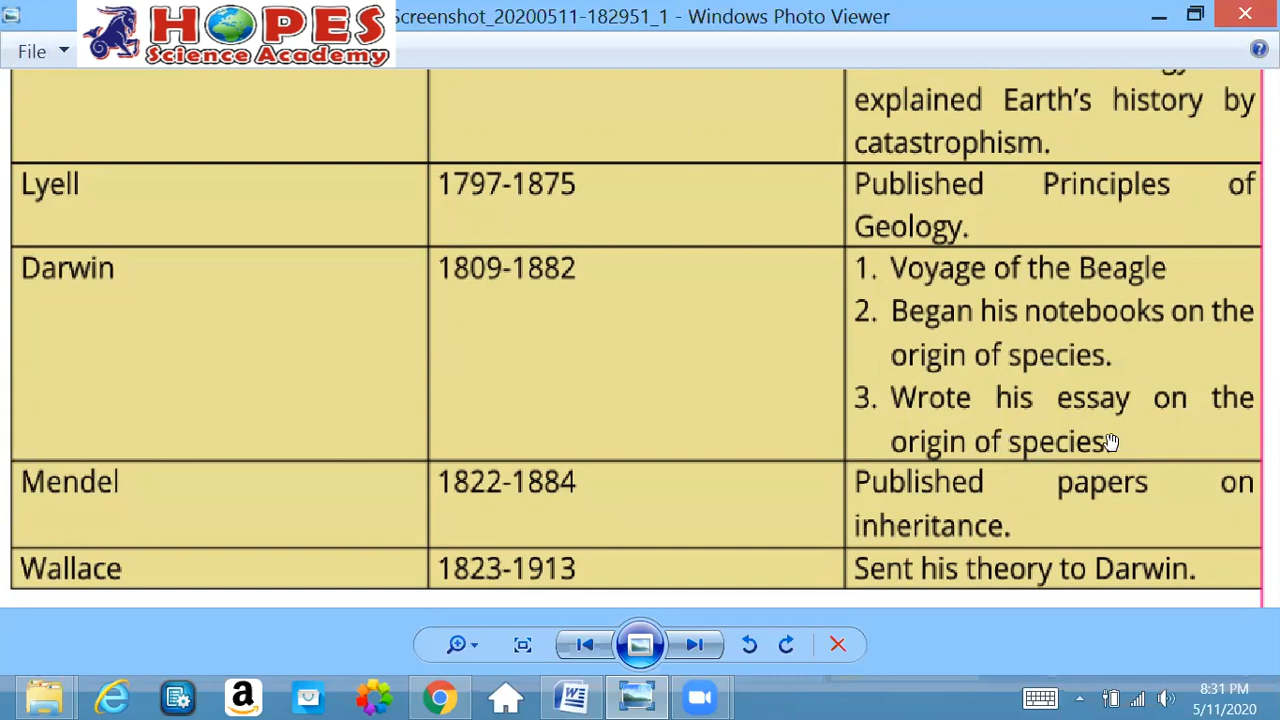 Screenshot_20200511-182951_1 - Windows Photo Viewer
HOPES
Science Academy
File
explained Earth's history by
catastrophism.
Lyell 1797-1875 Published Principles of
Geology.
Darwin 1809-1882 1. Voyage of the Beagle
2. Began his notebooks on the
origin of species.
3. Wrote his essay on the
origin of species.
Mendel 1822-1884 Published papers on
inheritance.
Wallace 1823-1913 Sent his theory to Darwin.
8:31 PM
5/11/2020